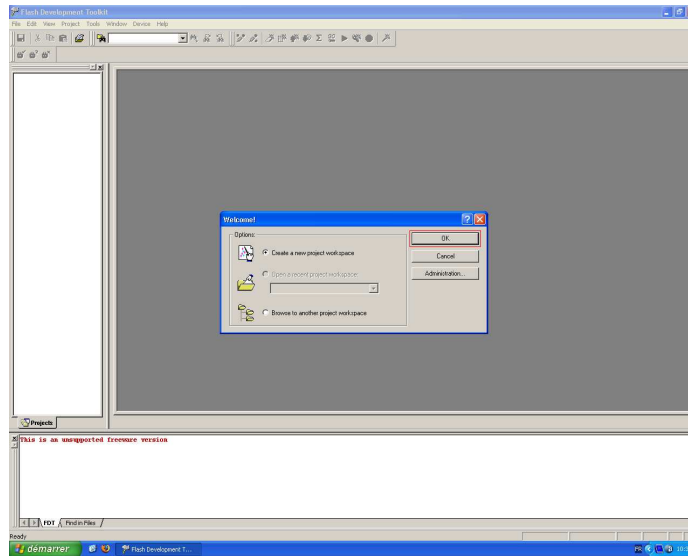 Flash Development Toolkit
File Edit View Project Tools Window Device Help
Welcome!
Options:
Create a new project workspace
Open a recent project workspace:
Browse to another project workspace
OK
Cancel
Administration...
Projects
This is an unsupported freeware version
FDT Find in Files
Ready
démarrer
Flash Development T...
FR